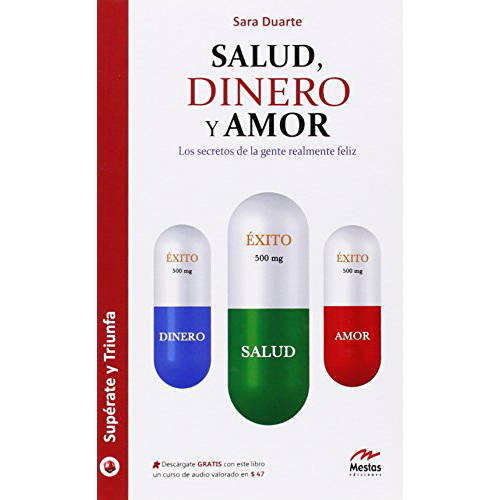 Sara Duarte
SALUD,
DINERO
Y AMOR
Los secretos de la gente realmente feliz
ÉXITO
500 mg
DINERO
ÉXITO
500 mg
SALUD
ÉXITO
500 mg
AMOR
Supérate y Triunfa
Descárgate GRATIS con este libro
un curso de audio valorado en $ 47
Mestas
ediciones